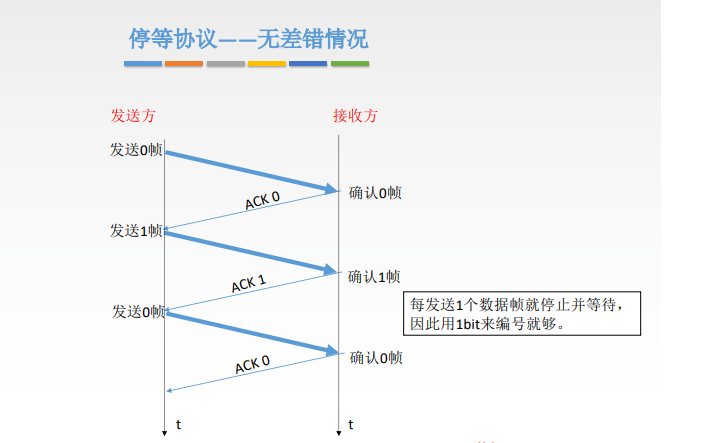 停等协议——无差错情况
发送方
接收方
发送0帧
ACK 0
确认0帧
发送1帧
ACK 1
确认1帧
每发送1个数据帧就停止并等待，
因此用1bit来编号就够。
发送0帧
ACK 0
确认0帧
t
t